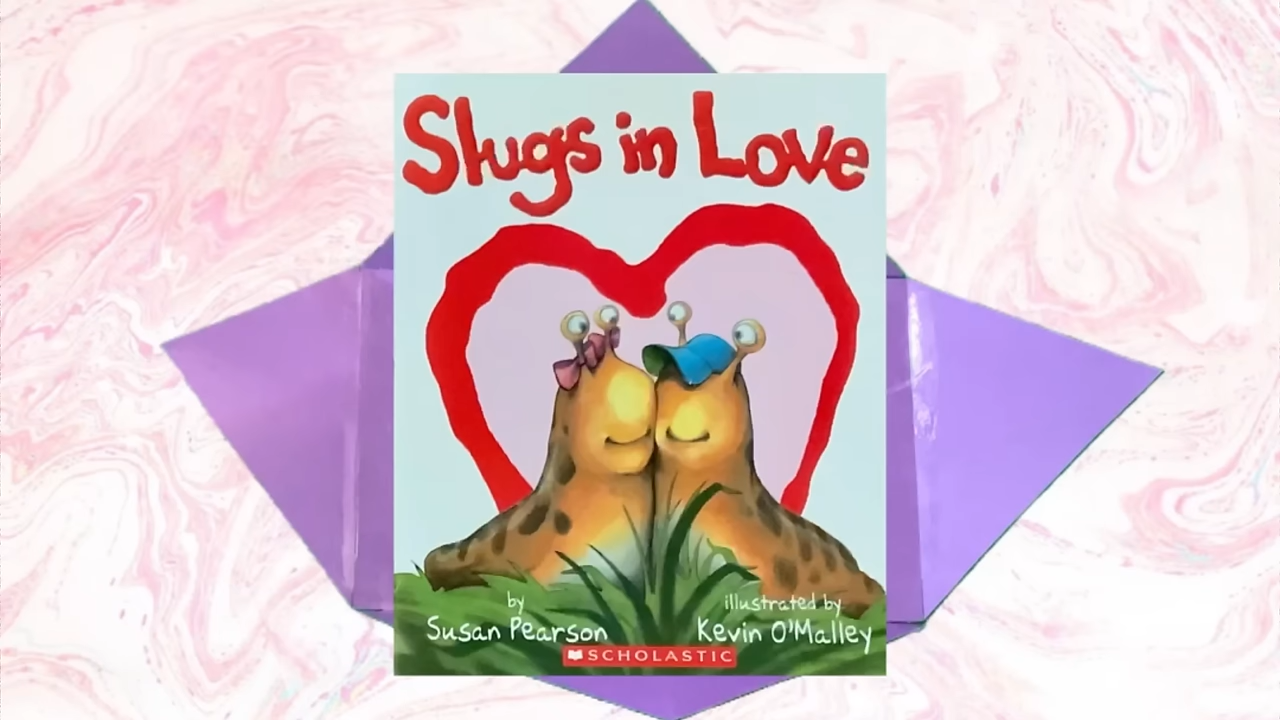 Slugs in Love
by
Susan Pearson
illustrated by
Kevin O'Malley
SCHOLASTIC